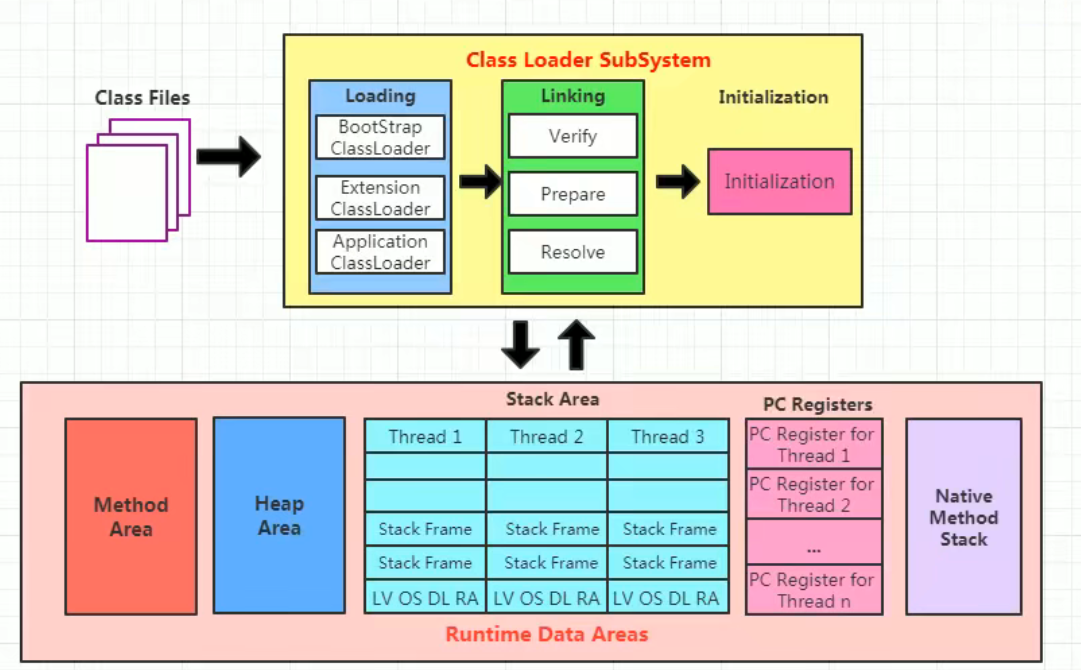 Class Loader SubSystem
Class Files
Loading
BootStrap
ClassLoader
Extension
ClassLoader
Application
ClassLoader
Linking
Verify
Prepare
Resolve
Initialization
Initialization
Stack Area
PC Registers
Method
Area
Heap
Area
Thread 1
Thread 2
Thread 3
Stack Frame
Stack Frame
Stack Frame
Stack Frame
Stack Frame
Stack Frame
LV OS DL RA
LV OS DL RA
LV OS DL RA
PC Register for
Thread 1
PC Register for
Thread 2
...
PC Register for
Thread n
Native
Method
Stack
Runtime Data Areas